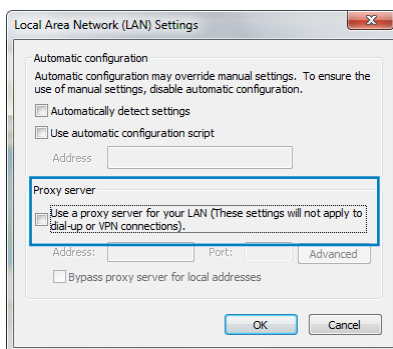 Local Area Network (LAN) Settings
Automatic configuration
Automatic configuration may override manual settings. To ensure the
use of manual settings, disable automatic configuration.
Automatically detect settings
Use automatic configuration script
Address
Proxy server
Use a proxy server for your LAN (These settings will not apply to
dial-up or VPN connections).
Address: Port: Advanced
Bypass proxy server for local addresses
OK Cancel